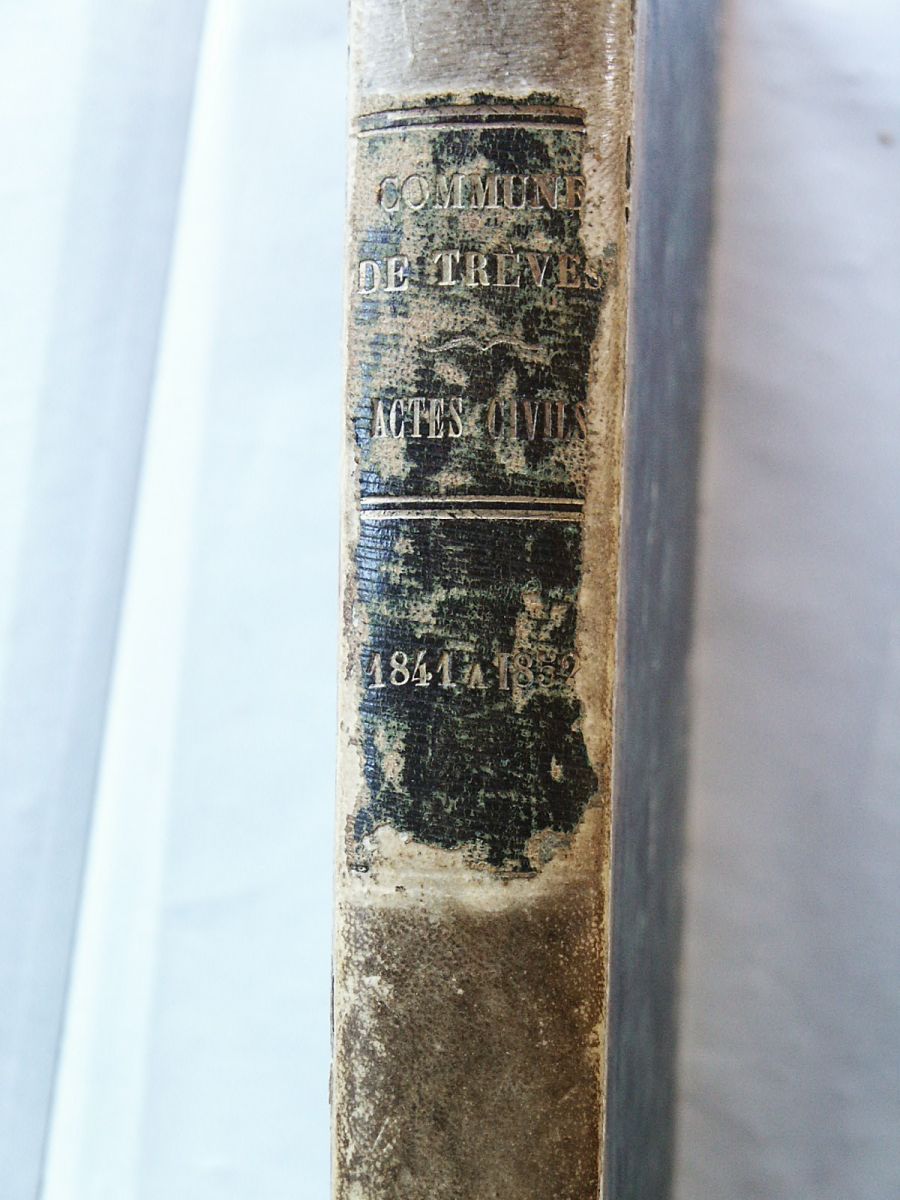 COMMUNE
DE TRÈVES
ACTES CIVILS
1841 A 1852